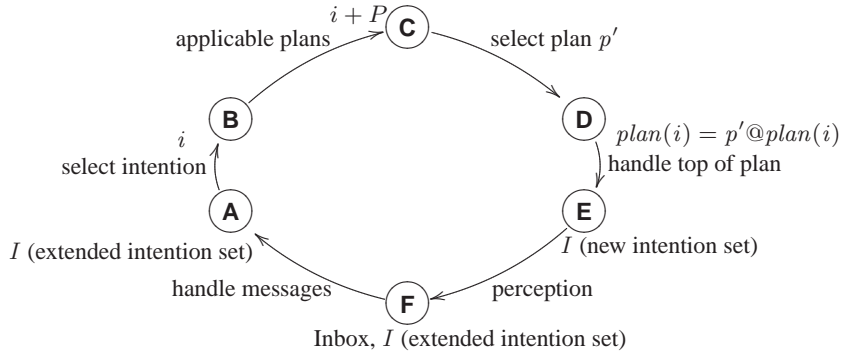 i + P
C
applicable plans
select plan p′
B
D
i
plan(i) = p′@plan(i)
select intention
handle top of plan
A
E
I (extended intention set)
I (new intention set)
handle messages
perception
F
Inbox, I (extended intention set)